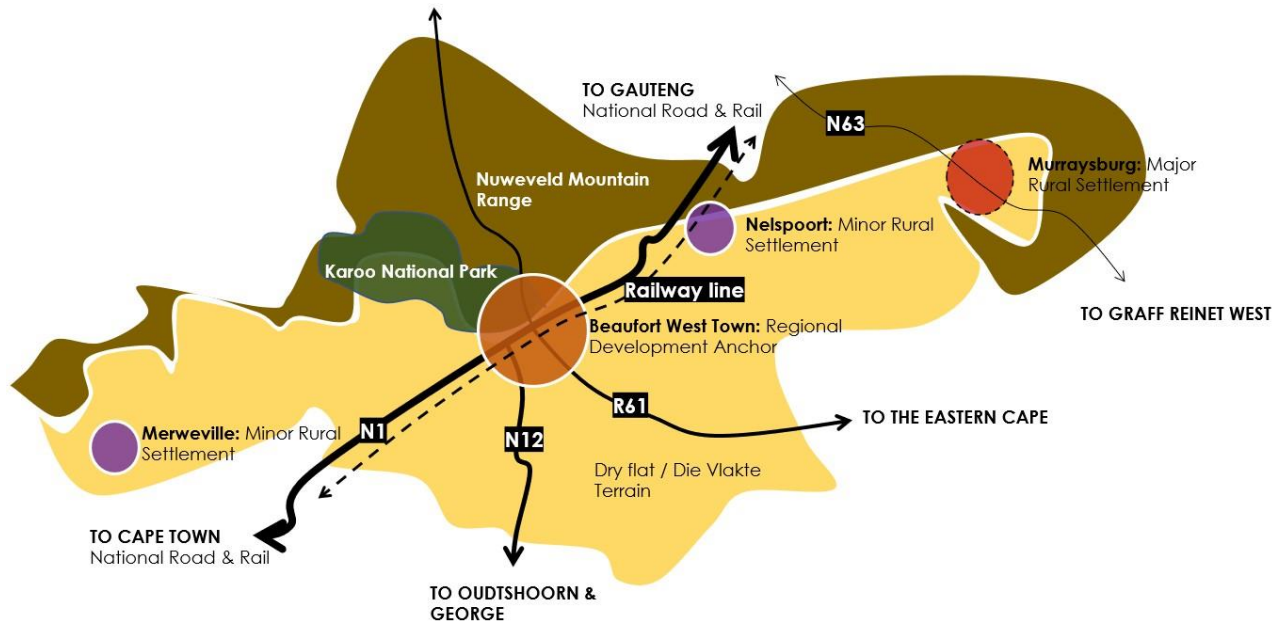 TO GAUTENG
National Road & Rail
N63
Murraysburg: Major
Rural Settlement
Nuweveld Mountain
Range
Nelspoort: Minor Rural
Settlement
Karoo National Park
Railway line
TO GRAFF REINET WEST
Beaufort West Town: Regional
Development Anchor
R61
TO THE EASTERN CAPE
Merweville: Minor Rural
Settlement
N1
N12
Dry flat / Die Vlakte
Terrain
TO CAPE TOWN
National Road & Rail
TO OUDTSHOORN &
GEORGE